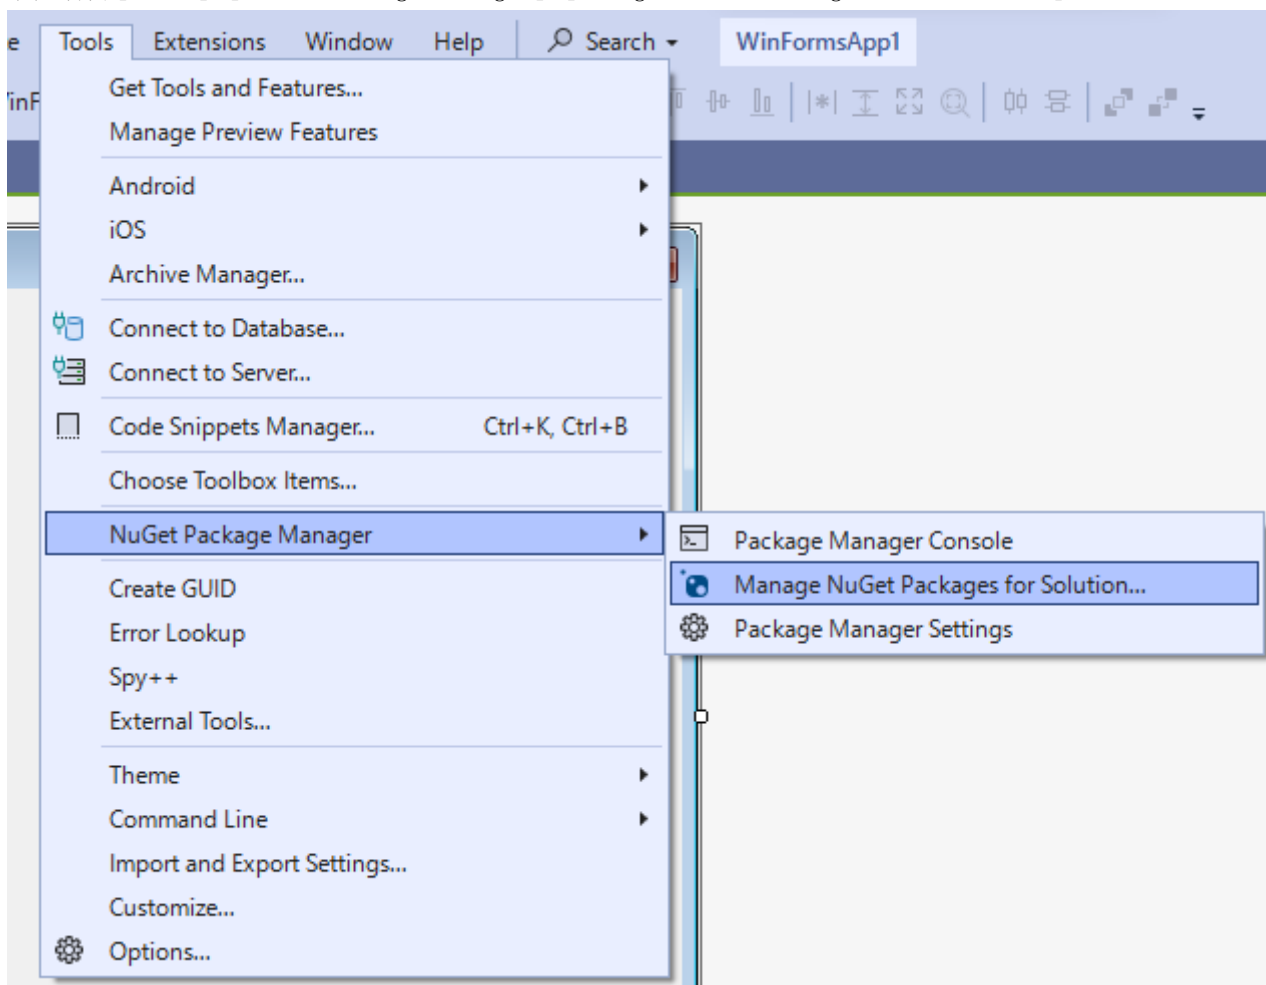 Tools Extensions Window Help Search WinFormsApp1
Get Tools and Features...
Manage Preview Features
Android
iOS
Archive Manager...
Connect to Database...
Connect to Server...
Code Snippets Manager... Ctrl+K, Ctrl+B
Choose Toolbox Items...
NuGet Package Manager
Package Manager Console
Manage NuGet Packages for Solution...
Package Manager Settings
Create GUID
Error Lookup
Spy++
External Tools...
Theme
Command Line
Import and Export Settings...
Customize...
Options...